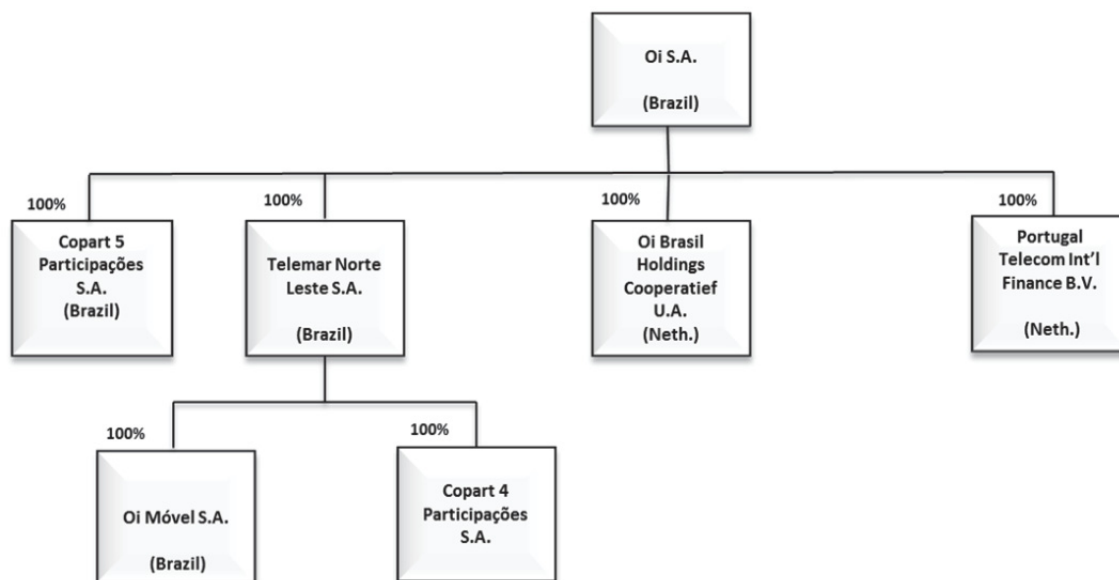 Oi S.A.
(Brazil)
100%
100%
100%
100%
Copart 5
Participações
S.A.
(Brazil)
Telemar Norte
Leste S.A.
(Brazil)
Oi Brasil
Holdings
Cooperatief
U.A.
(Neth.)
Portugal
Telecom Int’l
Finance B.V.
(Neth.)
100%
100%
Oi Móvel S.A.
(Brazil)
Copart 4
Participações
S.A.